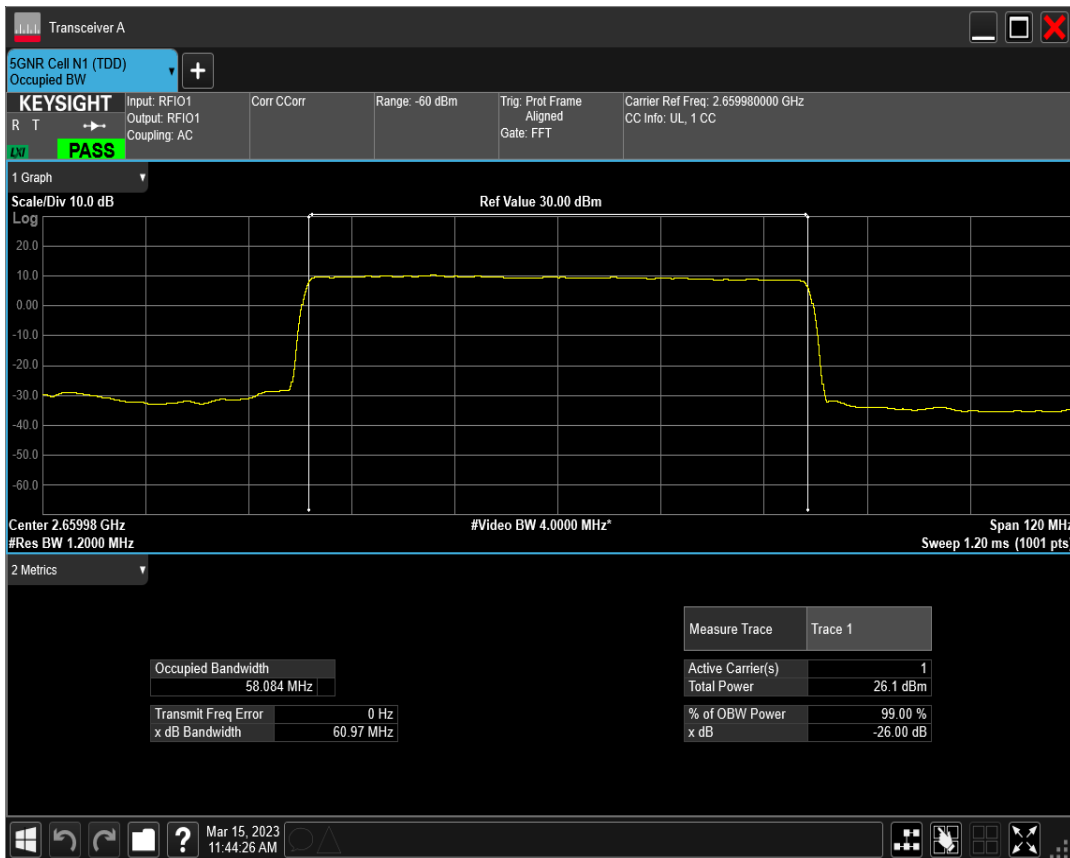 Transceiver A
5GNR Cell N1 (TDD)
Occupied BW
+
KEYSIGHT
R T
LXI
PASS
Input: RFIO1
Output: RFIO1
Coupling: AC
Corr CCorr
Range: -60 dBm
Trig: Prot Frame
Aligned
Gate: FFT
Carrier Ref Freq: 2.659980000 GHz
CC Info: UL, 1 CC
1 Graph
Scale/Div 10.0 dB
Ref Value 30.00 dBm
Log
20.0
10.0
0.00
-10.0
-20.0
-30.0
-40.0
-50.0
-60.0
Center 2.65998 GHz
#Video BW 4.0000 MHz*
Span 120 MHz
#Res BW 1.2000 MHz
Sweep 1.20 ms (1001 pts)
2 Metrics
Measure Trace Trace 1
Occupied Bandwidth
58.084 MHz
Active Carrier(s) 1
Total Power 26.1 dBm
Transmit Freq Error 0 Hz
x dB Bandwidth 60.97 MHz
% of OBW Power 99.00 %
x dB -26.00 dB
?
Mar 15, 2023
11:44:26 AM